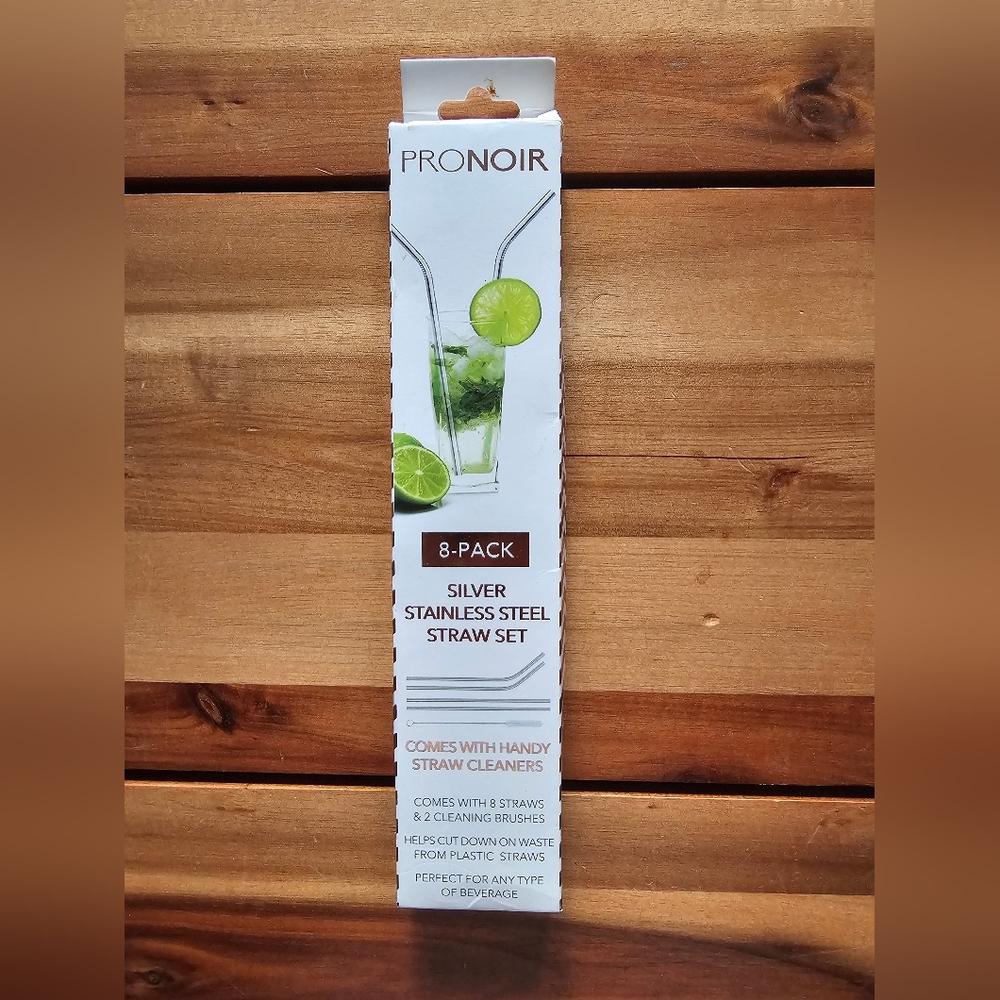 PRONOIR
8-PACK
SILVER
STAINLESS STEEL
STRAW SET
COMES WITH HANDY
STRAW CLEANERS
COMES WITH 8 STRAWS
& 2 CLEANING BRUSHES
HELPS CUT DOWN ON WASTE
FROM PLASTIC STRAWS
PERFECT FOR ANY TYPE
OF BEVERAGE